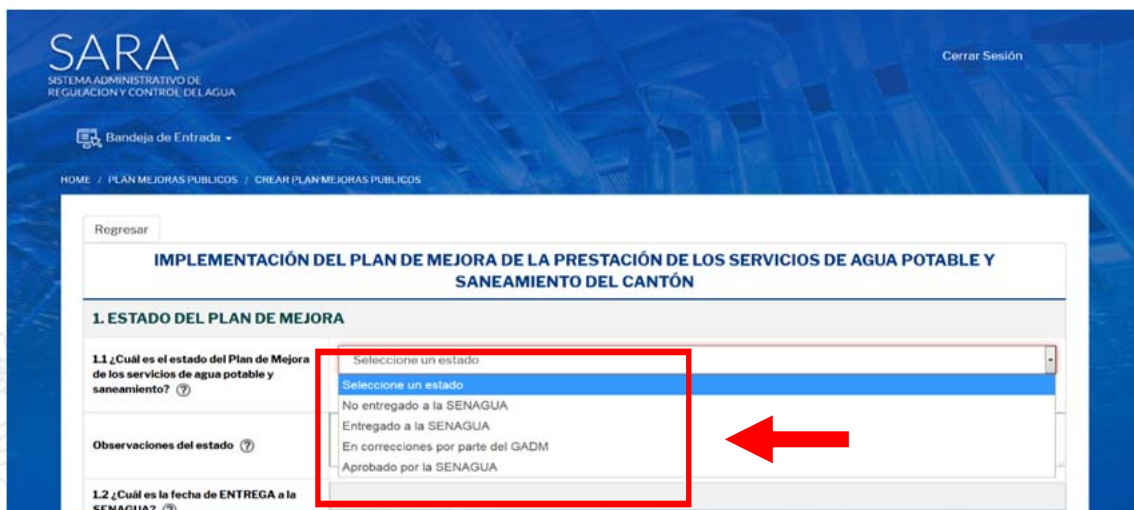 SARA
SISTEMA ADMINISTRATIVO DE
REGULACION Y CONTROL DEL AGUA
Cerrar Sesión
Bandeja de Entrada
HOME / PLAN MEJORAS PUBLICOS / CREAR PLAN MEJORAS PUBLICOS
Regresar
IMPLEMENTACIÓN DEL PLAN DE MEJORA DE LA PRESTACIÓN DE LOS SERVICIOS DE AGUA POTABLE Y
SANEAMIENTO DEL CANTÓN
1. ESTADO DEL PLAN DE MEJORA
1.1 ¿Cuál es el estado del Plan de Mejora
de los servicios de agua potable y
saneamiento? ?
Seleccione un estado
Seleccione un estado
No entregado a la SENAGUA
Entregado a la SENAGUA
En correcciones por parte del GADM
Aprobado por la SENAGUA
Observaciones del estado ?
1.2 ¿Cuál es la fecha de ENTREGA a la
SENAGUA? ?